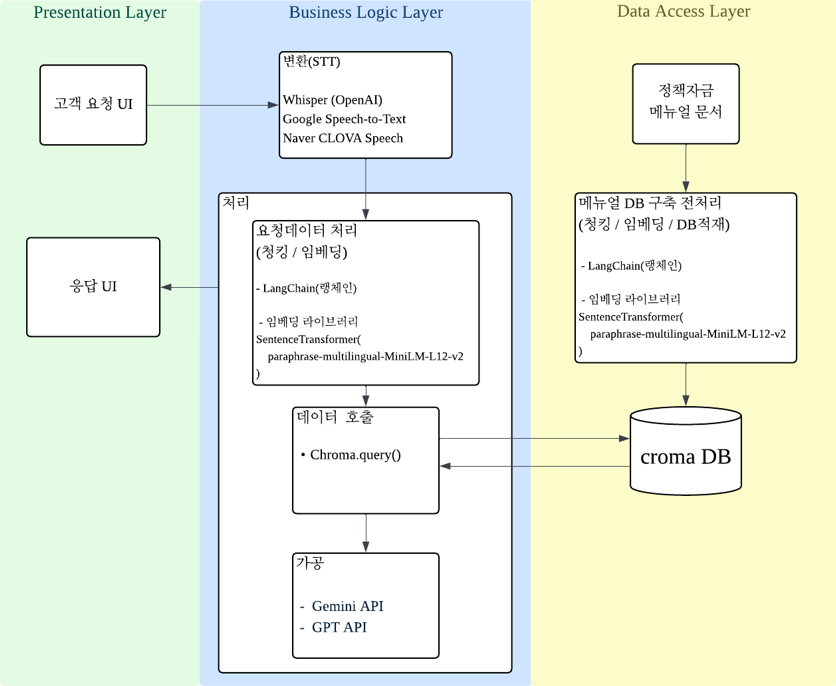 Presentation Layer
Business Logic Layer
Data Access Layer
고객 요청 UI
변환(STT)
Whisper (OpenAI)
Google Speech-to-Text
Naver CLOVA Speech
정책자금
메뉴얼 문서
처리
요청데이터 처리
(청킹 / 임베딩)
- LangChain(랭체인)
- 임베딩 라이브러리
SentenceTransformer(
paraphrase-multilingual-MiniLM-L12-v2
)
메뉴얼 DB 구축 전처리
(청킹 / 임베딩 / DB적재)
- LangChain(랭체인)
- 임베딩 라이브러리
SentenceTransformer(
paraphrase-multilingual-MiniLM-L12-v2
)
응답 UI
데이터 호출
• Chroma.query()
croma DB
가공
- Gemini API
- GPT API